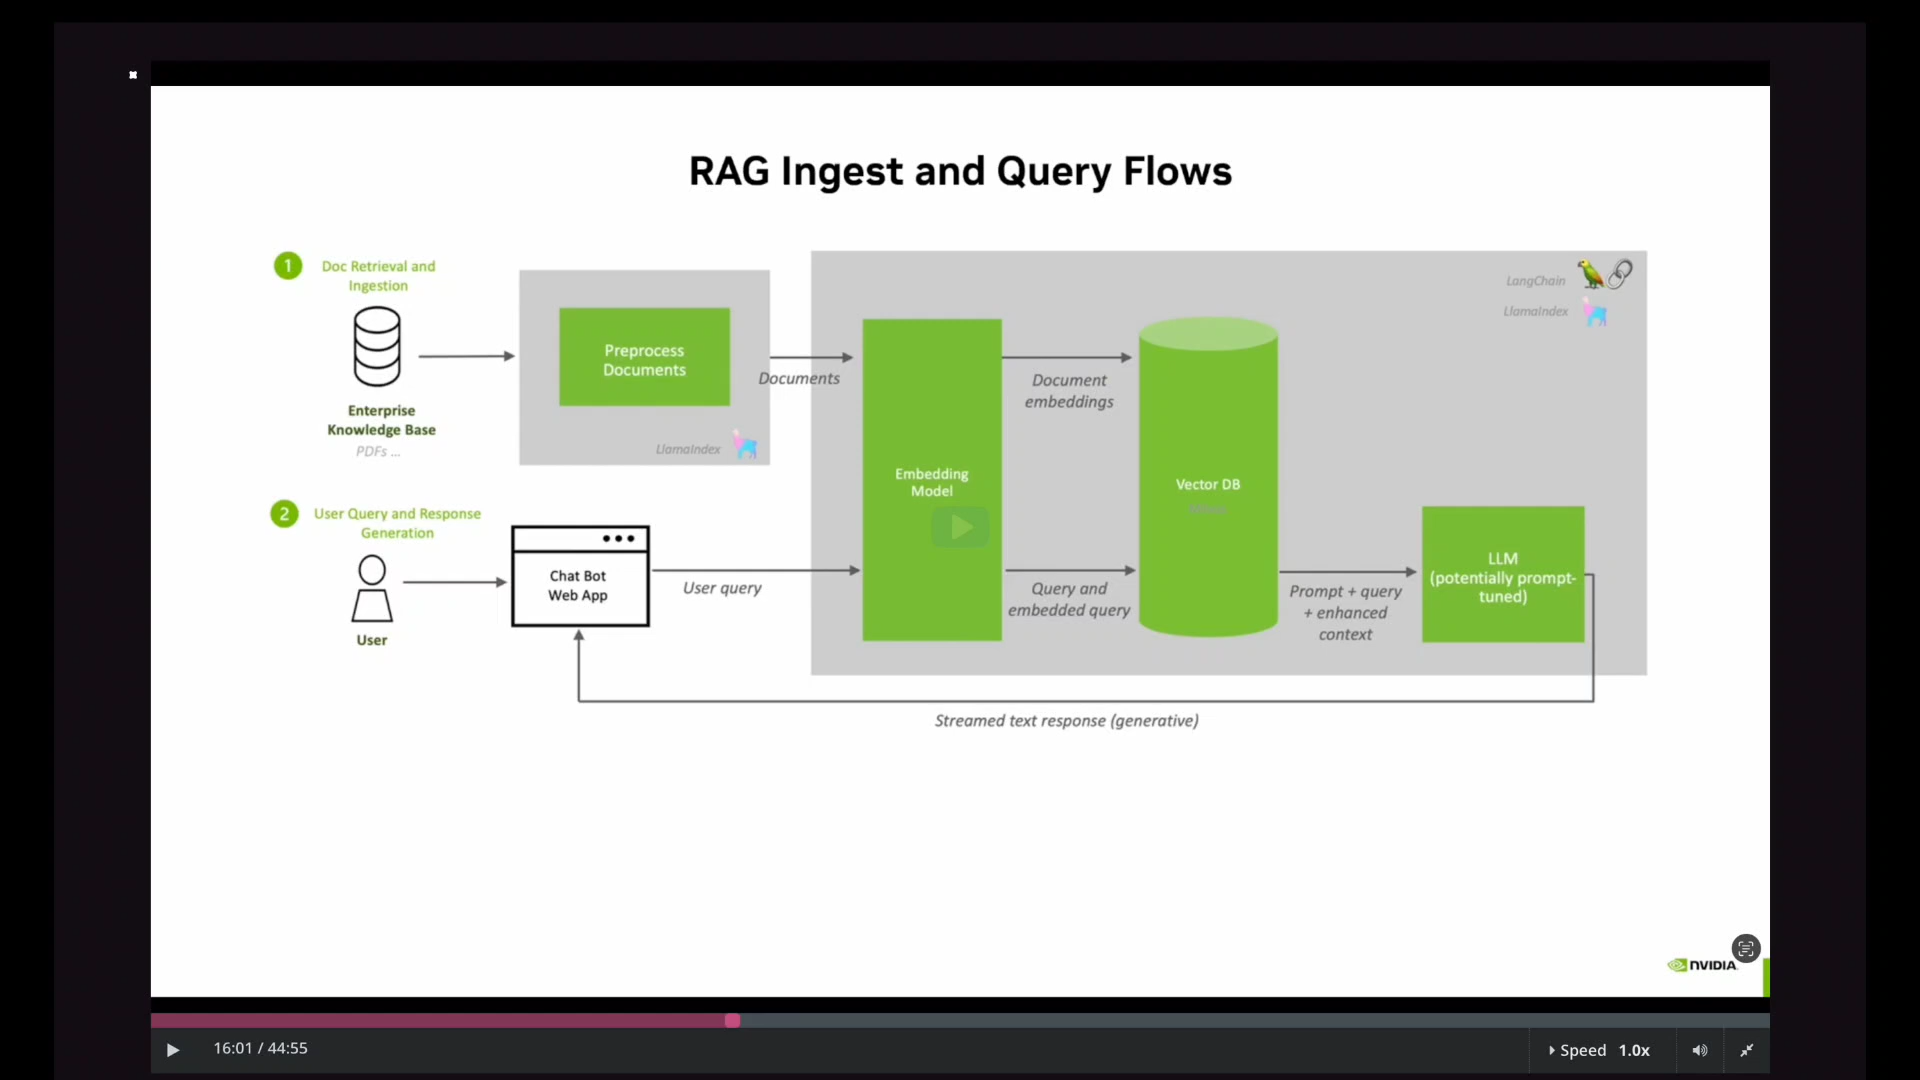 RAG Ingest and Query Flows
1
Doc Retrieval and
Ingestion
Enterprise
Knowledge Base
PDFs ...
Preprocess
Documents
LlamaIndex
Documents
Embedding
Model
Document
embeddings
Vector DB
LangChain
LlamaIndex
2
User Query and Response
Generation
User
Chat Bot
Web App
User query
Query and
embedded query
Prompt + query
+ enhanced
context
LLM
(potentially prompt-
tuned)
Streamed text response (generative)
NVIDIA
16:01 / 44:55
Speed 1.0x